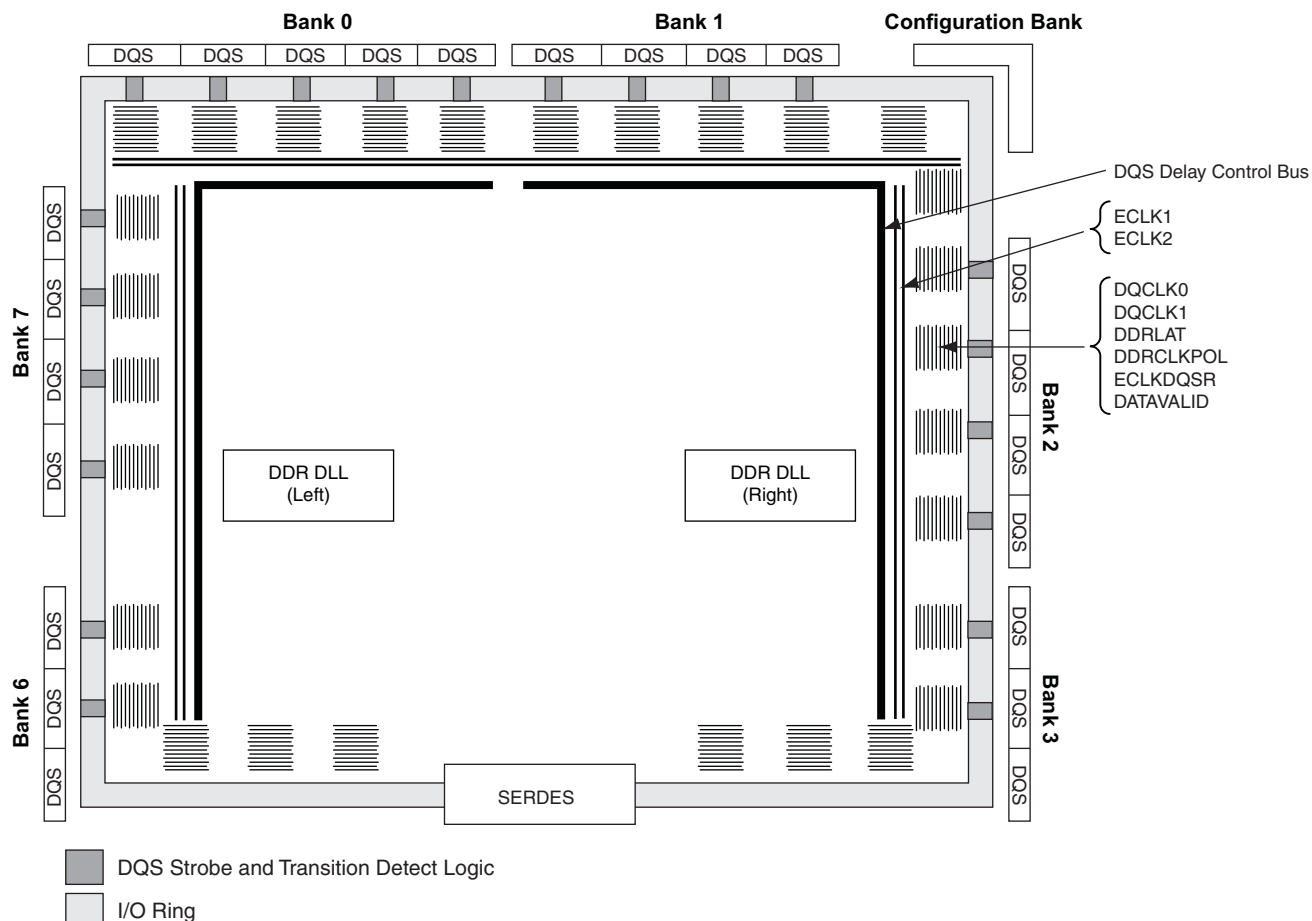 Bank 0
Bank 1
Configuration Bank
DQS DQS DQS DQS DQS
DQS DQS DQS DQS
Bank 7
DQS
DQS
DQS
DQS
Bank 6
DQS
DQS
DQS
DDR DLL
(Left)
DDR DLL
(Right)
SERDES
DQS
DQS
DQS
DQS
Bank 2
DQS
DQS
DQS
Bank 3
DQS Delay Control Bus
ECLK1
ECLK2
DQCLK0
DQCLK1
DDRLAT
DDRCLKPOL
ECLKDQSR
DATAVALID
DQS Strobe and Transition Detect Logic
I/O Ring